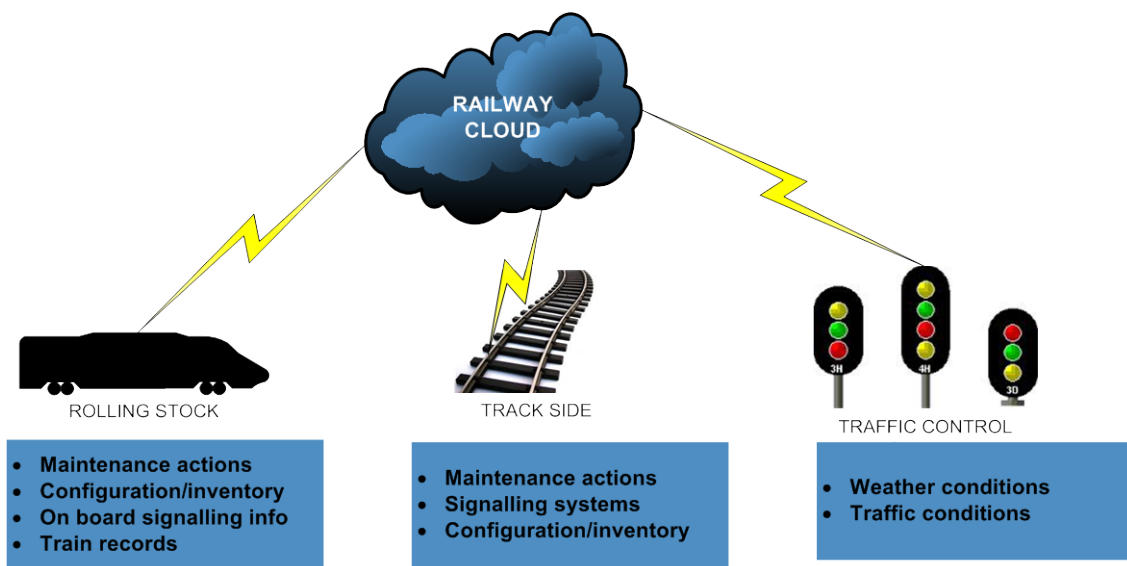 RAILWAY
CLOUD
3H
4H
3D
ROLLING STOCK
TRACK SIDE
TRAFFIC CONTROL
• Maintenance actions
• Configuration/inventory
• On board signalling info
• Train records
• Maintenance actions
• Signalling systems
• Configuration/inventory
• Weather conditions
• Traffic conditions